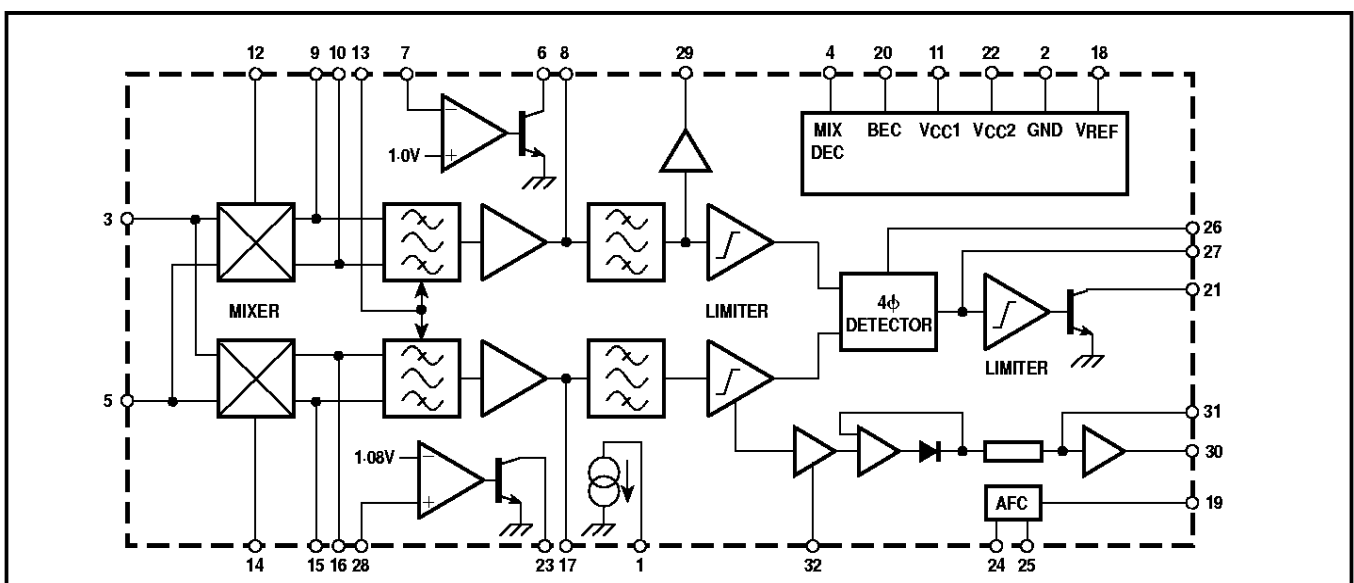 12 9 10 13 7 6 8 29 4 20 11 22 2 18
MIX DEC
BEC
VCC1
VCC2
GND
VREF
1·0V
−
+
3
26
27
21
MIXER
LIMITER
4ϕ
DETECTOR
LIMITER
5
31
30
1·08V
−
+
AFC
19
14 15 16 28 23 17 1 32 24 25